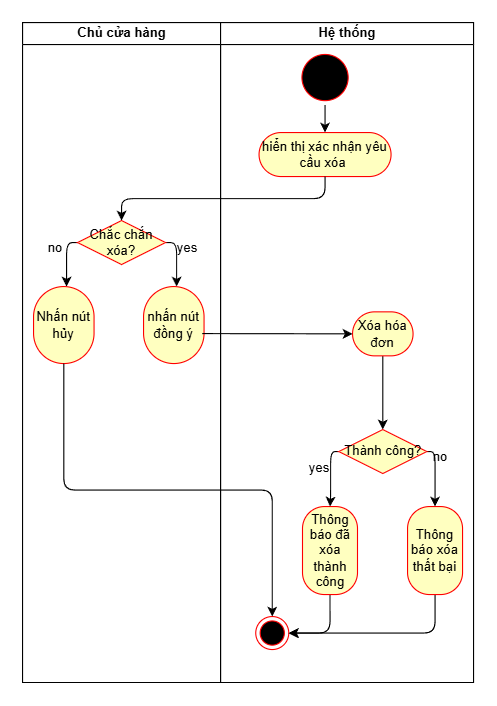 Chủ cửa hàng
Hệ thống
hiển thị xác nhận yêu
cầu xóa
Chắc chắn
xóa?
no
yes
Nhấn nút
hủy
nhấn nút
đồng ý
Xóa hóa
đơn
Thành công?
yes
no
Thông
báo đã
xóa
thành
công
Thông
báo xóa
thất bại